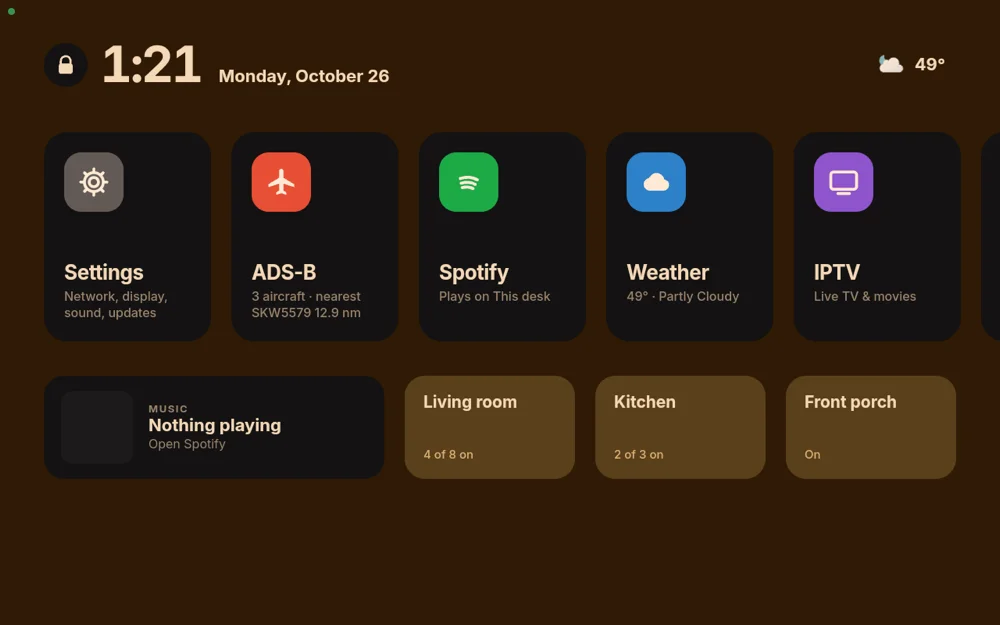 1:21
Monday, October 26
49°
Settings
Network, display,
sound, updates
ADS-B
3 aircraft · nearest
SKW5579 12.9 nm
Spotify
Plays on This desk
Weather
49° · Partly Cloudy
IPTV
Live TV & movies
MUSIC
Nothing playing
Open Spotify
Living room
4 of 8 on
Kitchen
2 of 3 on
Front porch
On